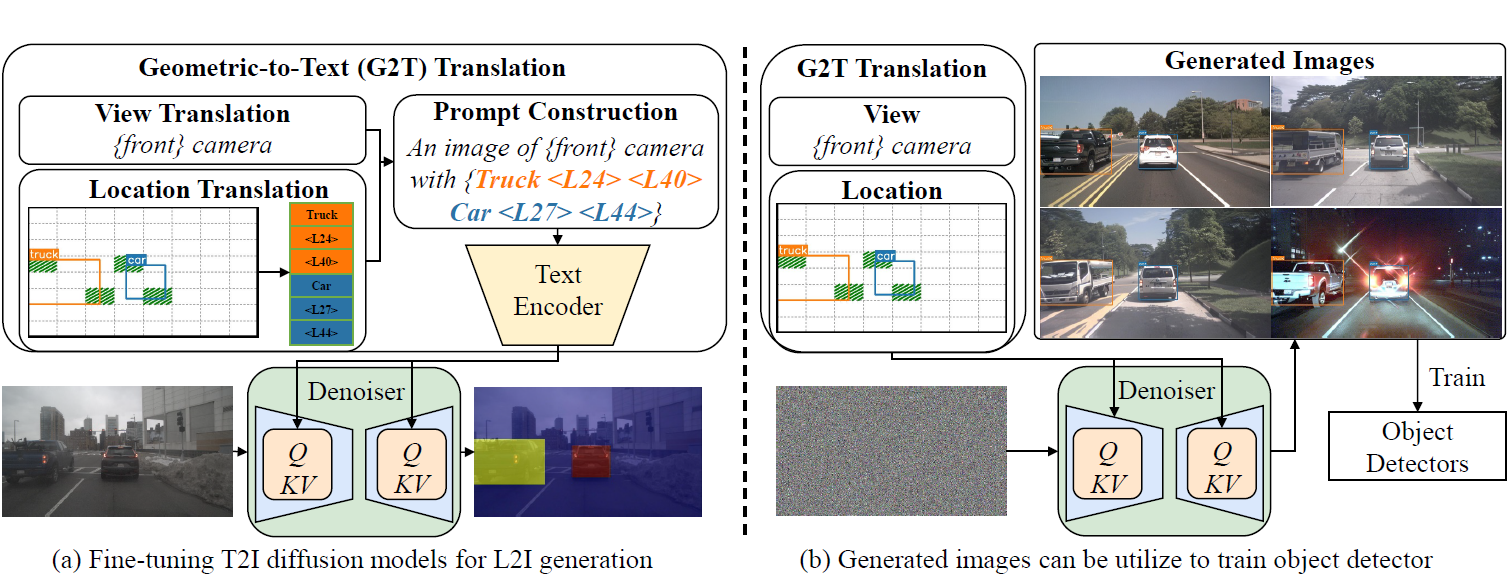 Geometric-to-Text (G2T) Translation
View Translation
{front} camera
Location Translation
truck
car
Truck
<L24>
<L40>
Car
<L27>
<L44>
Prompt Construction
An image of {front} camera
with {Truck <L24> <L40>
Car <L27> <L44>}
Text
Encoder
Denoiser
Q
KV
Q
KV
(a) Fine-tuning T2I diffusion models for L2I generation
G2T Translation
View
{front} camera
Location
truck
car
Generated Images
Denoiser
Q
KV
Q
KV
Train
Object
Detectors
(b) Generated images can be utilize to train object detector